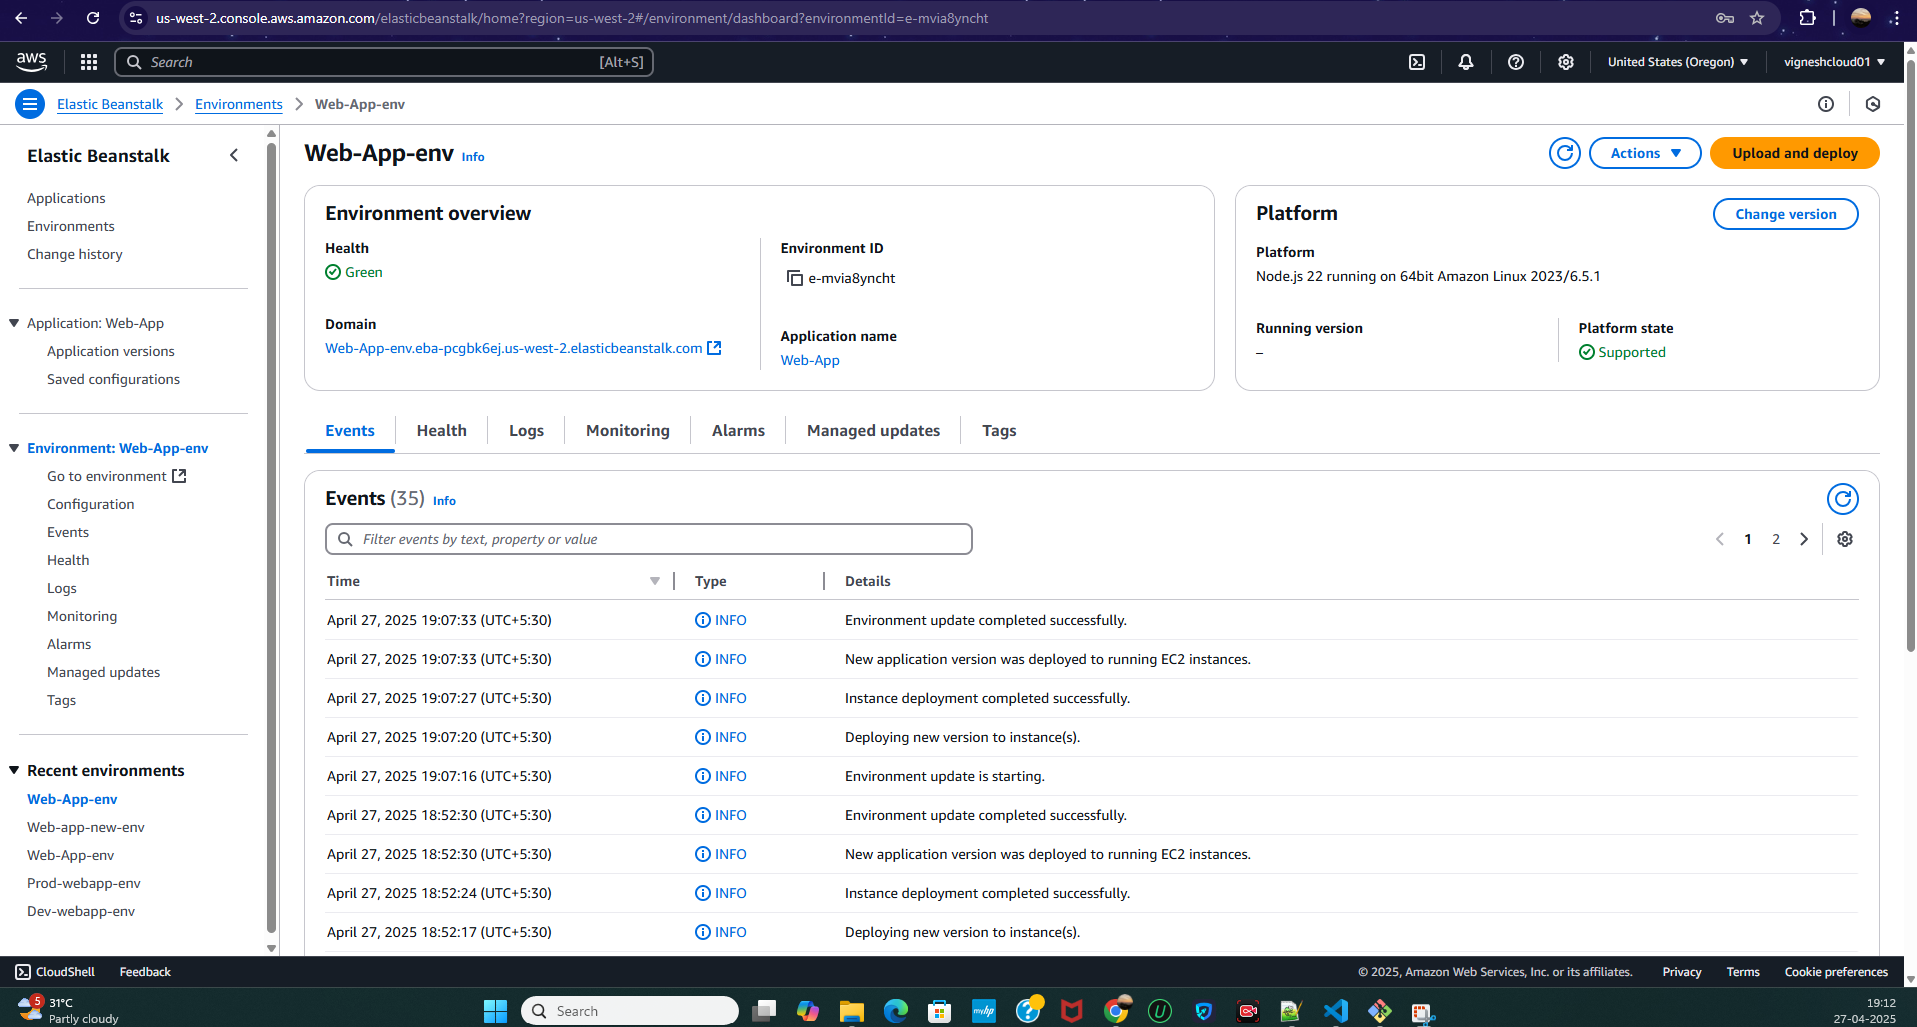 us-west-2.console.aws.amazon.com/elasticbeanstalk/home?region=us-west-2#/environment/dashboard?environmentId=e-mvia8yncht
aws
Search [Alt+S]
United States (Oregon)
vigneshcloud01
Elastic Beanstalk
Environments
Web-App-env
Elastic Beanstalk
Applications
Environments
Change history
Application: Web-App
Application versions
Saved configurations
Environment: Web-App-env
Go to environment
Configuration
Events
Health
Logs
Monitoring
Alarms
Managed updates
Tags
Recent environments
Web-App-env
Web-app-new-env
Web-App-env
Prod-webapp-env
Dev-webapp-env
Web-App-env Info
Actions
Upload and deploy
Environment overview
Health
Green
Domain
Web-App-env.eba-pcgbk6ej.us-west-2.elasticbeanstalk.com
Environment ID
e-mvia8yncht
Application name
Web-App
Platform
Change version
Platform
Node.js 22 running on 64bit Amazon Linux 2023/6.5.1
Running version
–
Platform state
Supported
Events Health Logs Monitoring Alarms Managed updates Tags
Events (35) Info
Filter events by text, property or value
1 2
Time Type Details
April 27, 2025 19:07:33 (UTC+5:30) INFO Environment update completed successfully.
April 27, 2025 19:07:33 (UTC+5:30) INFO New application version was deployed to running EC2 instances.
April 27, 2025 19:07:27 (UTC+5:30) INFO Instance deployment completed successfully.
April 27, 2025 19:07:20 (UTC+5:30) INFO Deploying new version to instance(s).
April 27, 2025 19:07:16 (UTC+5:30) INFO Environment update is starting.
April 27, 2025 18:52:30 (UTC+5:30) INFO Environment update completed successfully.
April 27, 2025 18:52:30 (UTC+5:30) INFO New application version was deployed to running EC2 instances.
April 27, 2025 18:52:24 (UTC+5:30) INFO Instance deployment completed successfully.
April 27, 2025 18:52:17 (UTC+5:30) INFO Deploying new version to instance(s).
CloudShell Feedback © 2025, Amazon Web Services, Inc. or its affiliates. Privacy Terms Cookie preferences
5
31°C
Partly cloudy
Search
19:12
27-04-2025